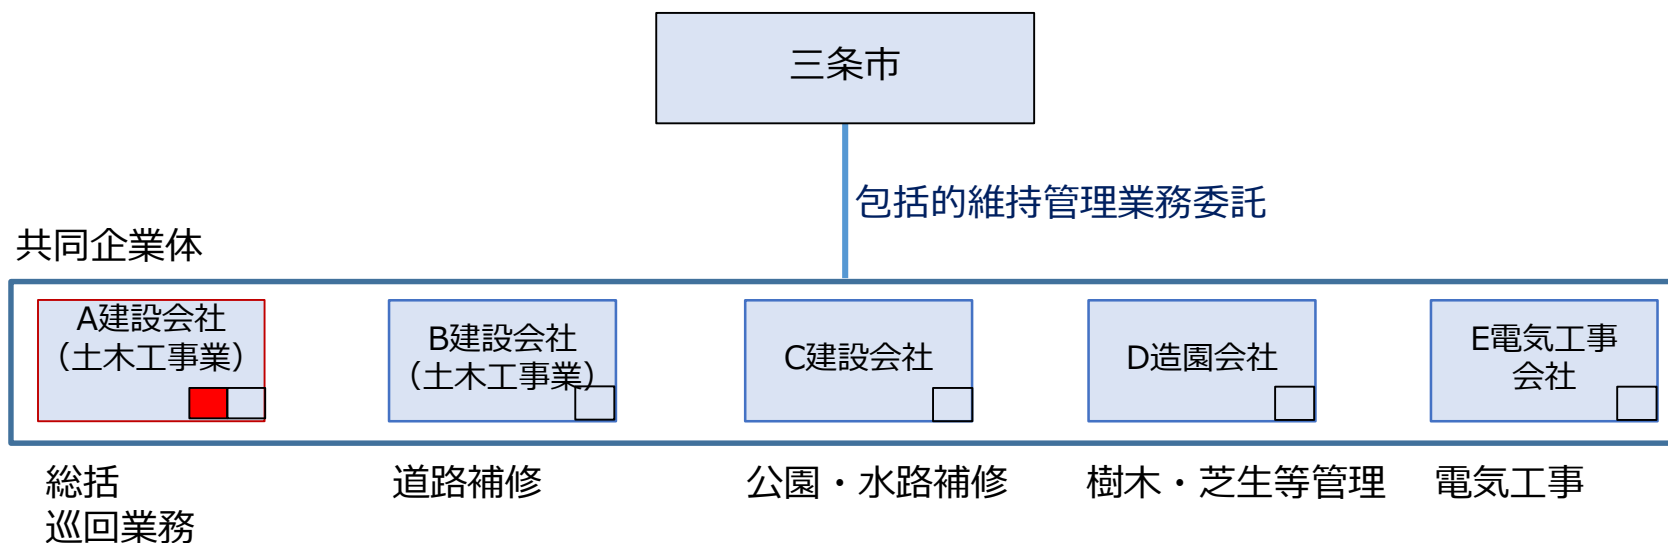 三条市
包括的維持管理業務委託
共同企業体
A建設会社
（土木工事業）
B建設会社
（土木工事業）
C建設会社
D造園会社
E電気工事
会社
総括
巡回業務
道路補修
公園・水路補修
樹木・芝生等管理
電気工事